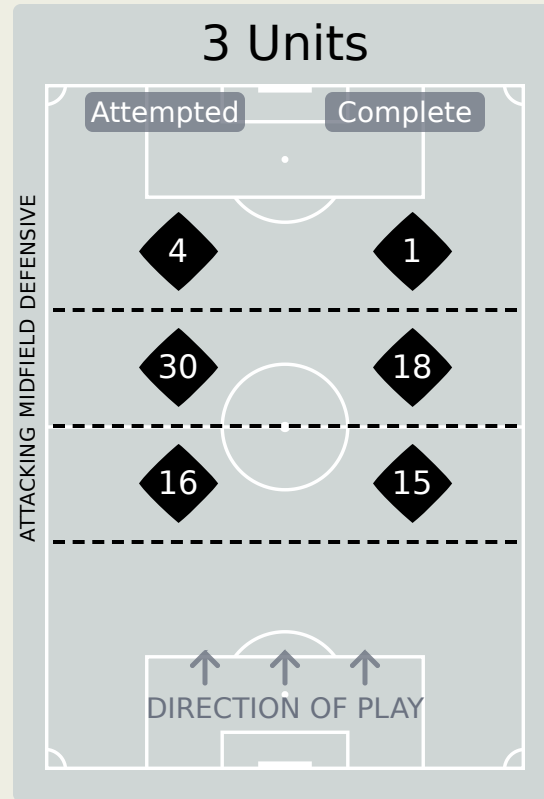 3 Units
Attempted Complete
ATTACKING MIDFIELD DEFENSIVE
4 1
30 18
16 15
DIRECTION OF PLAY